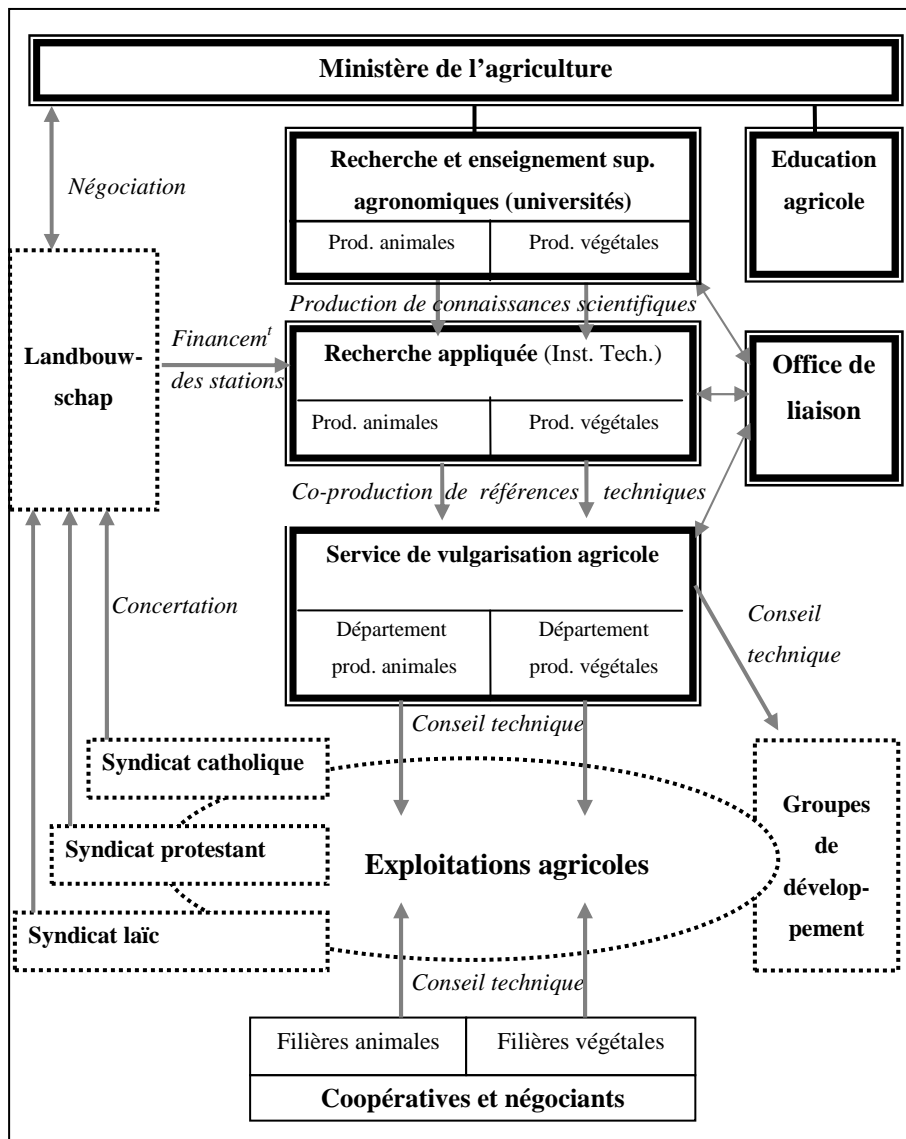 Ministère de l'agriculture
Recherche et enseignement sup.
agronomiques (universités)
Prod. animales
Prod. végétales
Education
agricole
Négociation
Production de connaissances scientifiques
Landbouw-
schap
Financemᵗ
des stations
Recherche appliquée (Inst. Tech.)
Prod. animales
Prod. végétales
Office de
liaison
Co-production de références techniques
Service de vulgarisation agricole
Département
prod. animales
Département
prod. végétales
Concertation
Conseil
technique
Conseil technique
Syndicat catholique
Syndicat protestant
Syndicat laïc
Exploitations agricoles
Groupes
de
dévelop-
pement
Conseil technique
Filières animales
Filières végétales
Coopératives et négociants